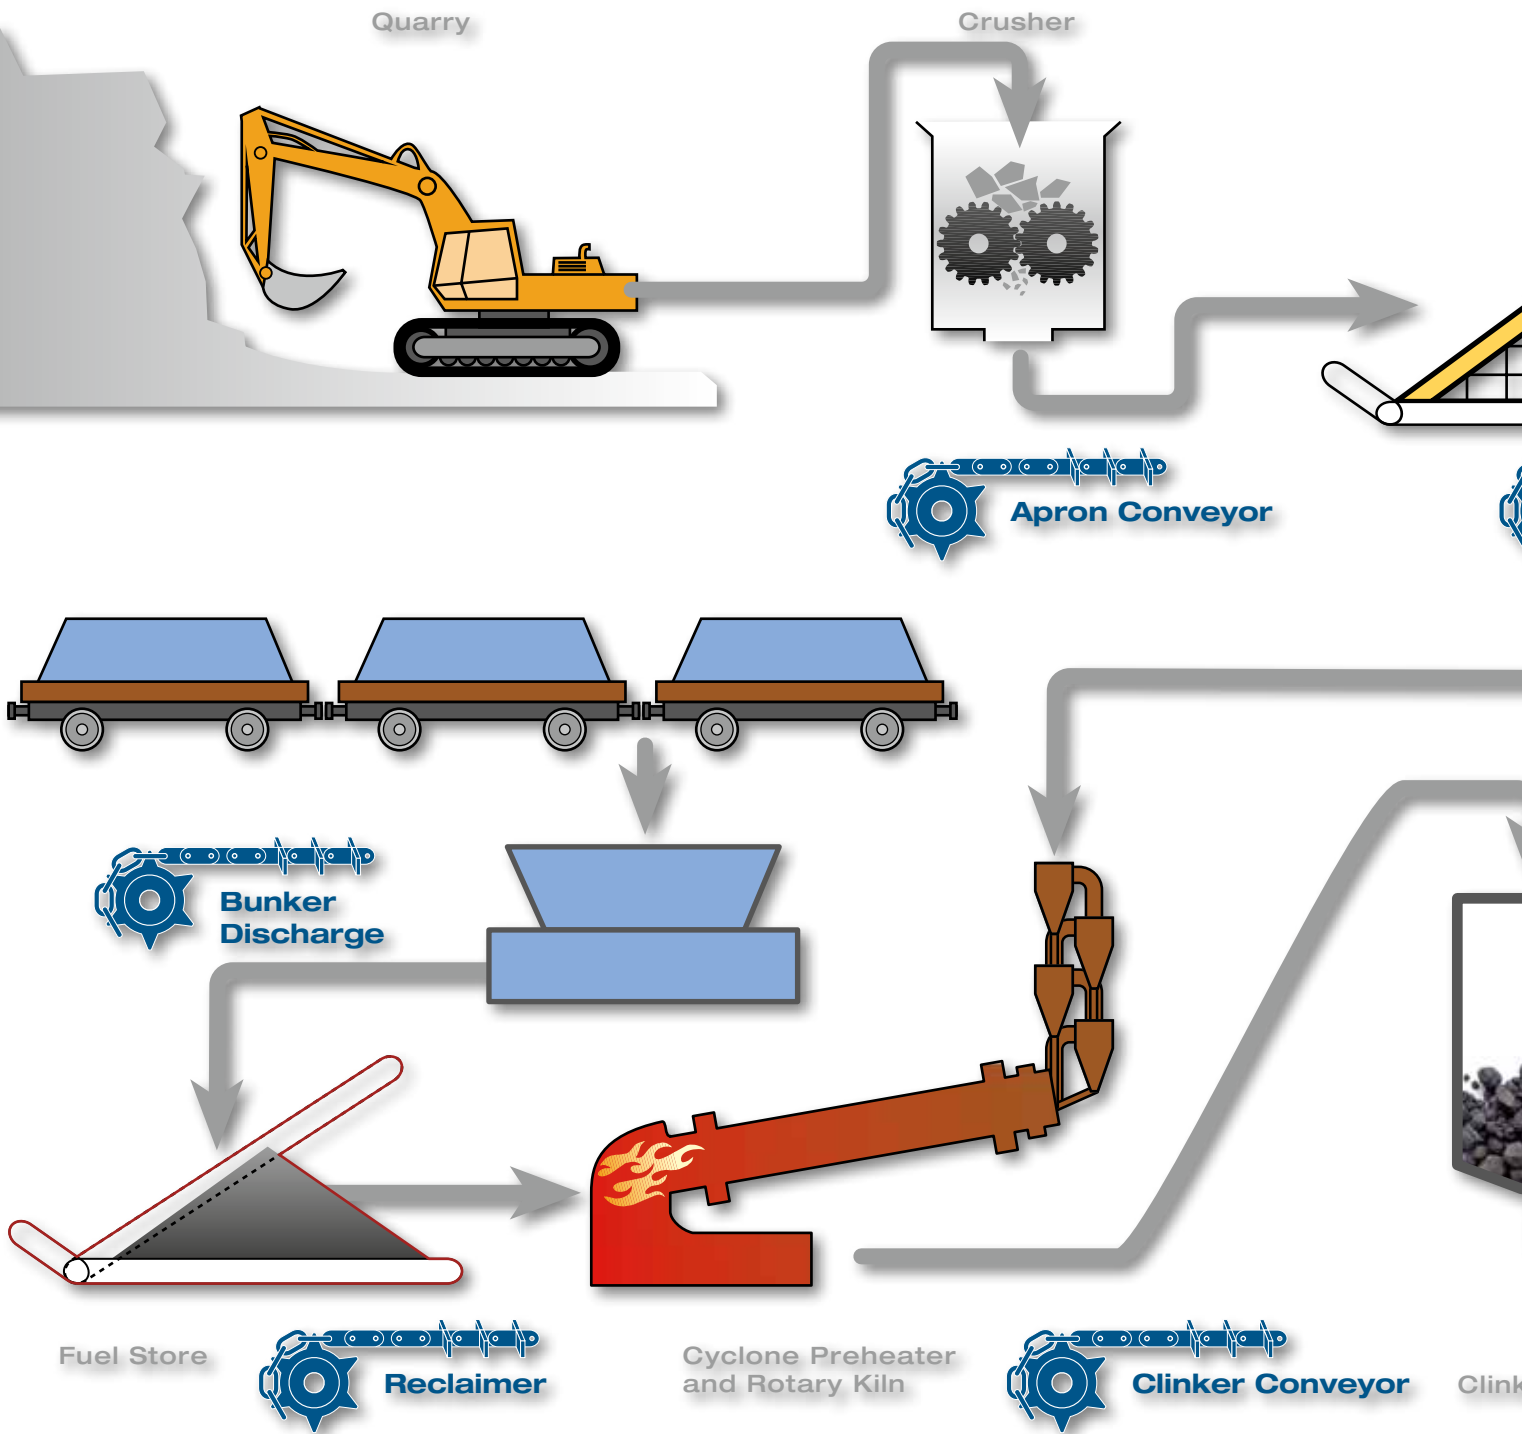 Quarry
Crusher
Apron Conveyor
Bunker
Discharge
Fuel Store
Reclaimer
Cyclone Preheater
and Rotary Kiln
Clinker Conveyor